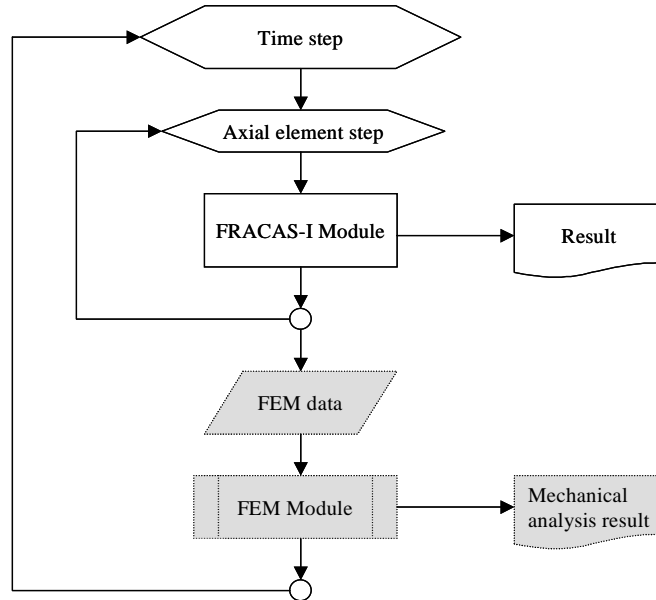 Time step
Axial element step
FRACAS-I Module
Result
FEM data
FEM Module
Mechanical
analysis result